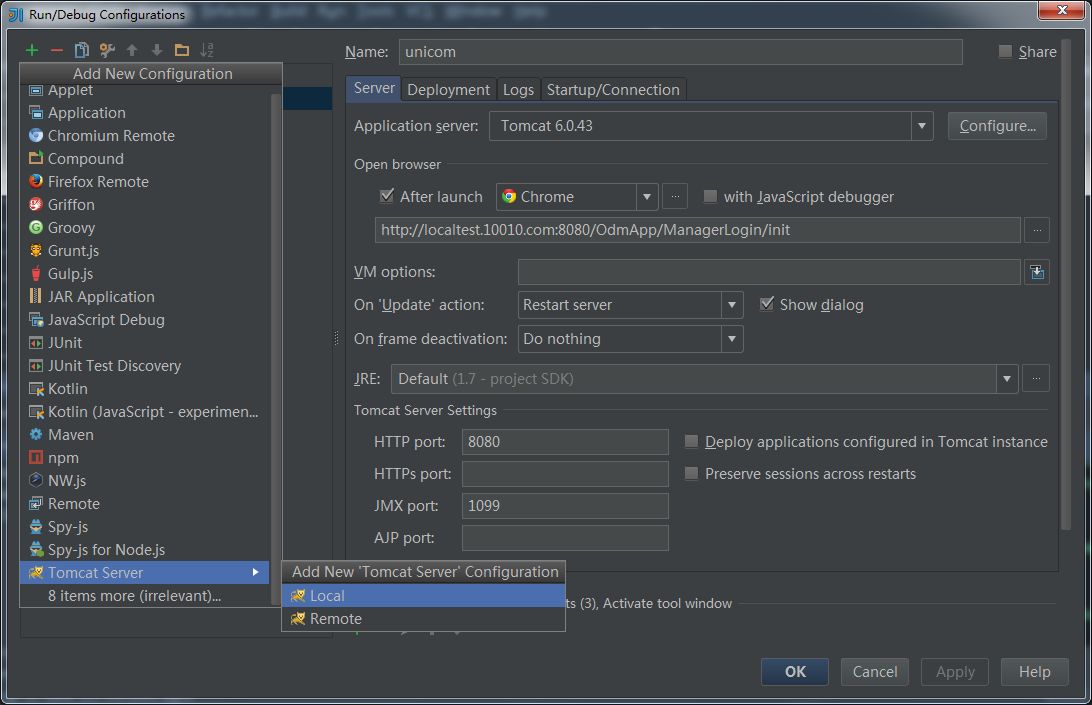 Run/Debug Configurations
Add New Configuration
Applet
Application
Chromium Remote
Compound
Firefox Remote
Griffon
Groovy
Grunt.js
Gulp.js
JAR Application
JavaScript Debug
JUnit
JUnit Test Discovery
Kotlin
Kotlin (JavaScript - experimen...
Maven
npm
NW.js
Remote
Spy-js
Spy-js for Node.js
Tomcat Server
8 items more (irrelevant)...
Add New 'Tomcat Server' Configuration
Local
Remote
Name: unicom Share
Server Deployment Logs Startup/Connection
Application server: Tomcat 6.0.43 Configure...
Open browser
After launch Chrome ... with JavaScript debugger
http://localtest.10010.com:8080/OdmApp/ManagerLogin/init ...
VM options:
On 'Update' action: Restart server Show dialog
On frame deactivation: Do nothing
JRE: Default (1.7 - project SDK) ...
Tomcat Server Settings
HTTP port: 8080 Deploy applications configured in Tomcat instance
HTTPs port: Preserve sessions across restarts
JMX port: 1099
AJP port:
ts (3), Activate tool window
OK Cancel Apply Help